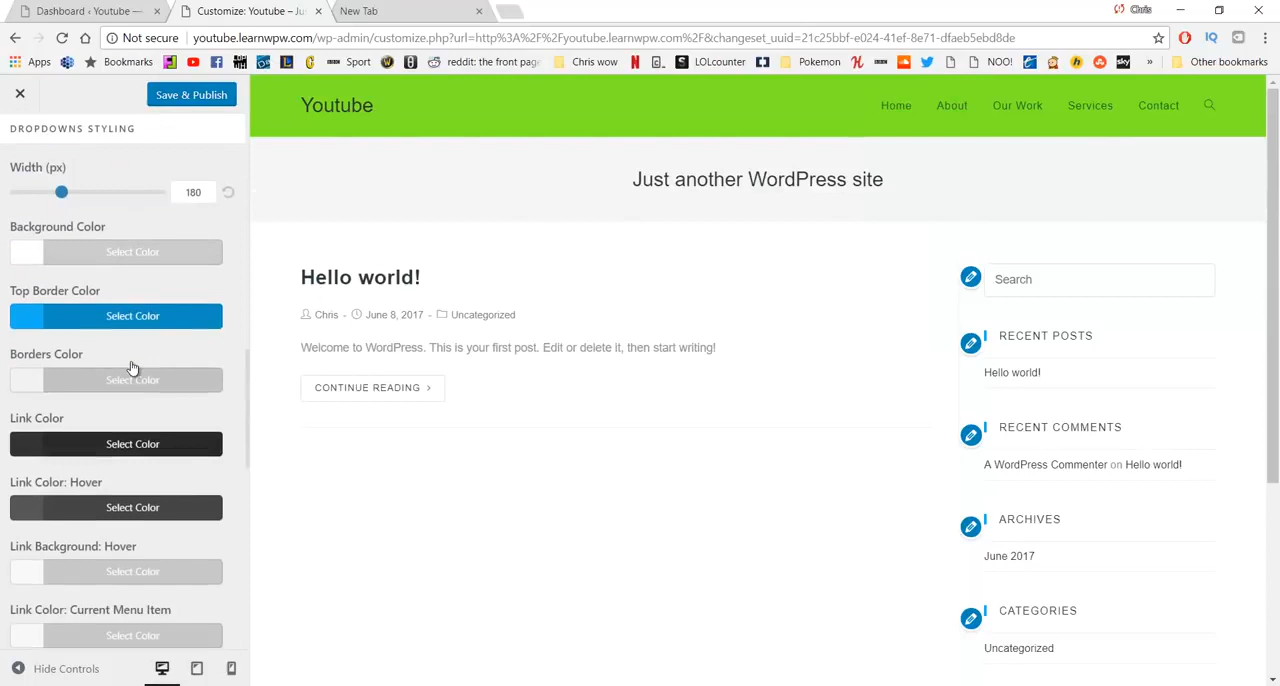 Dashboard ‹ Youtube —
Customize: Youtube – Jus
New Tab
Chris
Not secure
youtube.learnwpw.com/wp-admin/customize.php?url=http%3A%2F%2Fyoutube.learnwpw.com%2F&changeset_uuid=21c25bbf-e024-41ef-8e71-dfaeb5ebd8de
Apps
Bookmarks
Sport
reddit: the front pag
Chris wow
LOLcounter
Pokemon
NOO!
sky
»
Other bookmarks
Save & Publish
DROPDOWNS STYLING
Width (px)
180
Background Color
Select Color
Top Border Color
Select Color
Borders Color
Select Color
Link Color
Select Color
Link Color: Hover
Select Color
Link Background: Hover
Select Color
Link Color: Current Menu Item
Select Color
Hide Controls
Youtube
Home
About
Our Work
Services
Contact
Just another WordPress site
Hello world!
Chris -
June 8, 2017 -
Uncategorized
Welcome to WordPress. This is your first post. Edit or delete it, then start writing!
CONTINUE READING >
Search
RECENT POSTS
Hello world!
RECENT COMMENTS
A WordPress Commenter on Hello world!
ARCHIVES
June 2017
CATEGORIES
Uncategorized